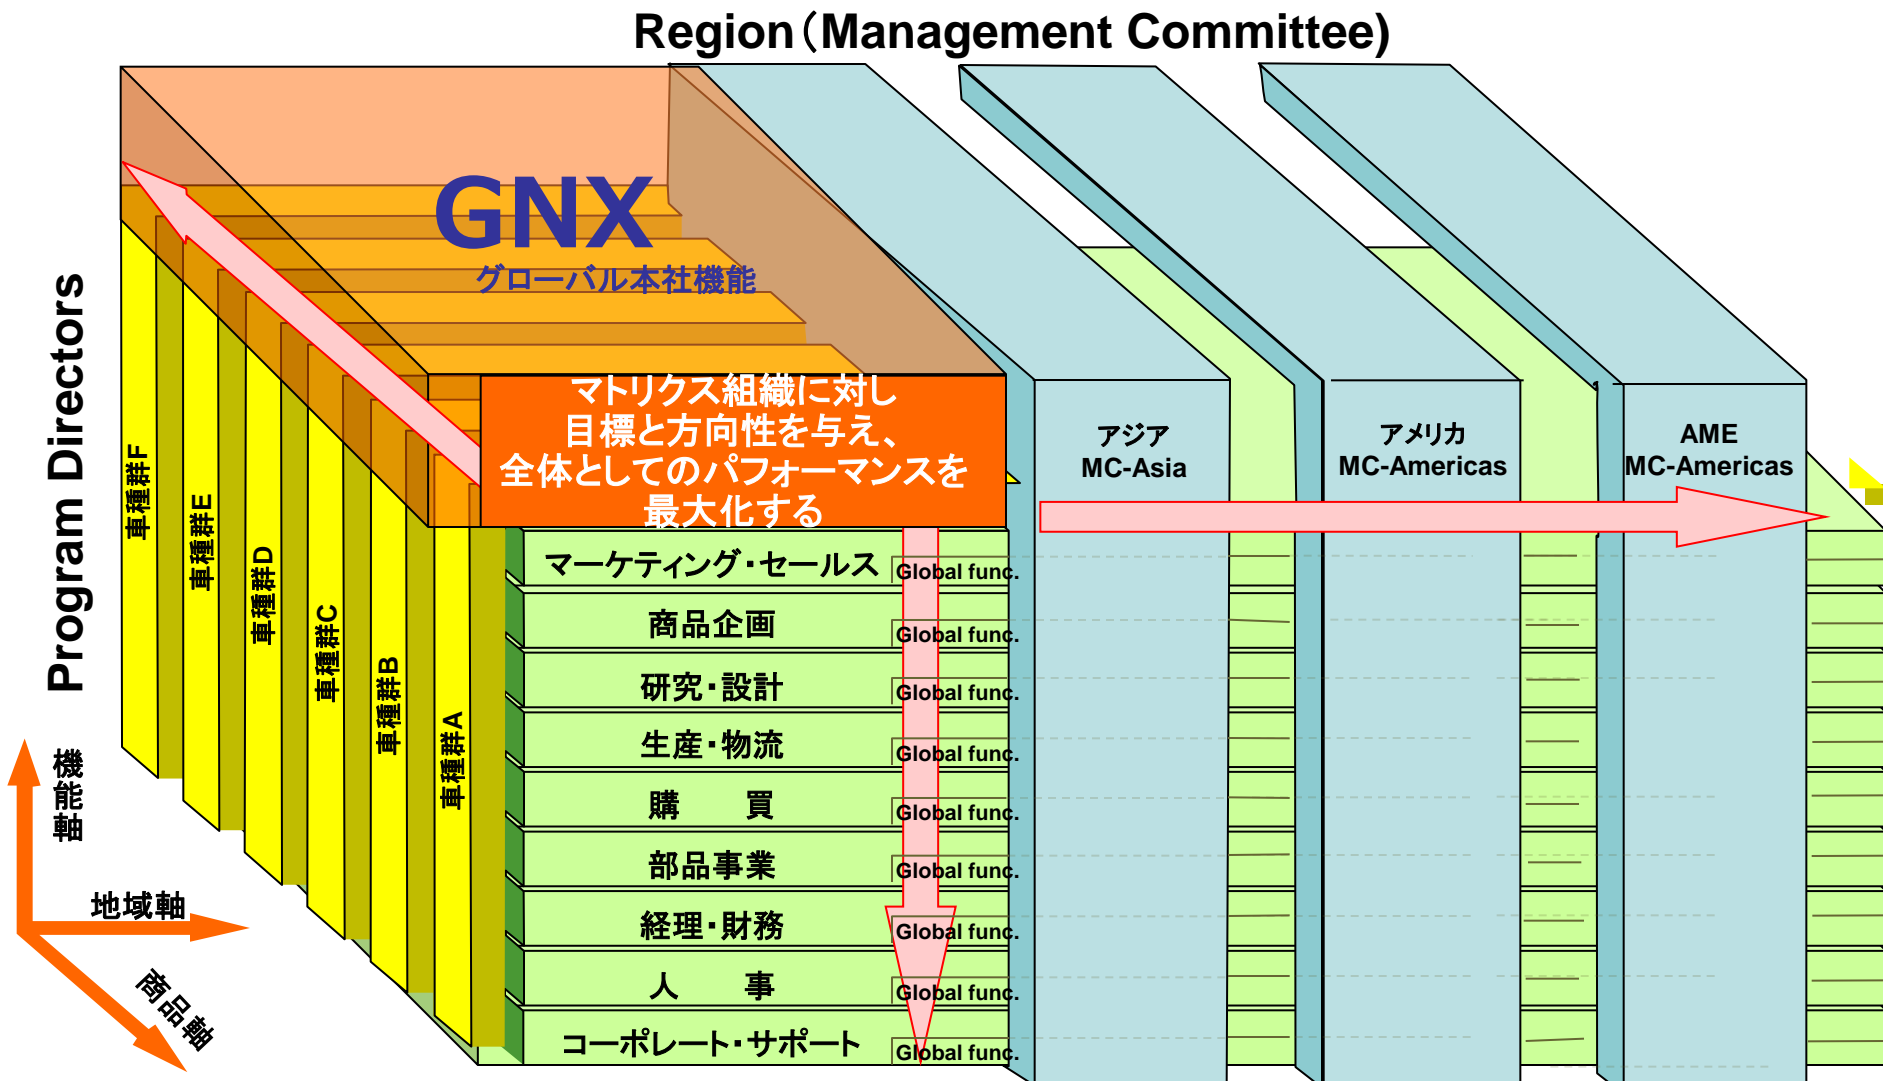 Region（Management Committee)
GNX
グローバル本社機能
マトリクス組織に対し
目標と方向性を与え、
全体としてのパフォーマンスを
最大化する
アジア
MC-Asia
アメリカ
MC-Americas
AME
MC-Americas
Program Directors
車種群F
車種群E
車種群D
車種群C
車種群B
車種群A
マーケティング・セールス Global func.
商品企画 Global func.
研究・設計 Global func.
生産・物流 Global func.
購　買 Global func.
部品事業 Global func.
経理・財務 Global func.
人　事 Global func.
コーポレート・サポート Global func.
機能軸
地域軸
商品軸